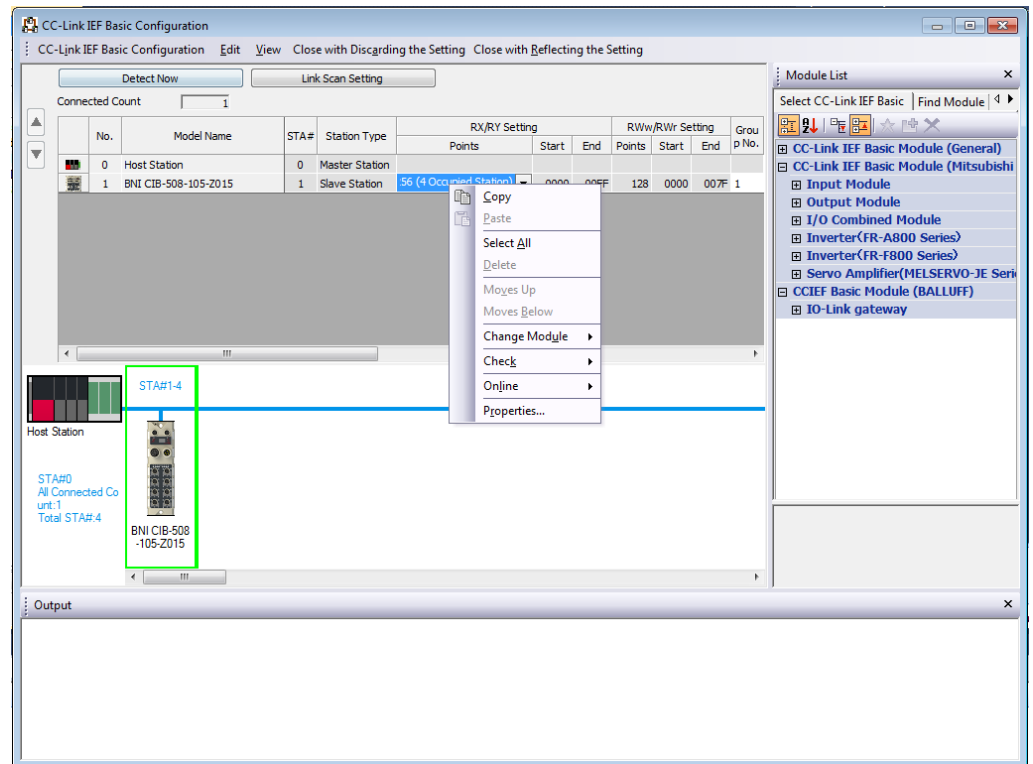 CC-Link IEF Basic Configuration
CC-Link IEF Basic Configuration Edit View Close with Discarding the Setting Close with Reflecting the Setting
Detect Now Link Scan Setting
Connected Count 1
No. Model Name STA# Station Type RX/RY Setting RWw/RWr Setting Grou
p No.
Points Start End Points Start End
0 Host Station 0 Master Station
1 BNI CIB-508-105-Z015 1 Slave Station 56 (4 Occupied Station) 0000 00FF 128 0000 007F 1
Copy
Paste
Select All
Delete
Moves Up
Moves Below
Change Module
Check
Online
Properties...
STA#1-4
Host Station
STA#0
All Connected Co
unt:1
Total STA#:4
BNI CIB-508
-105-Z015
Module List
Select CC-Link IEF Basic Find Module
CC-Link IEF Basic Module (General)
CC-Link IEF Basic Module (Mitsubishi
Input Module
Output Module
I/O Combined Module
Inverter(FR-A800 Series)
Inverter(FR-F800 Series)
Servo Amplifier(MELSERVO-JE Seri
CCIEF Basic Module (BALLUFF)
IO-Link gateway
Output